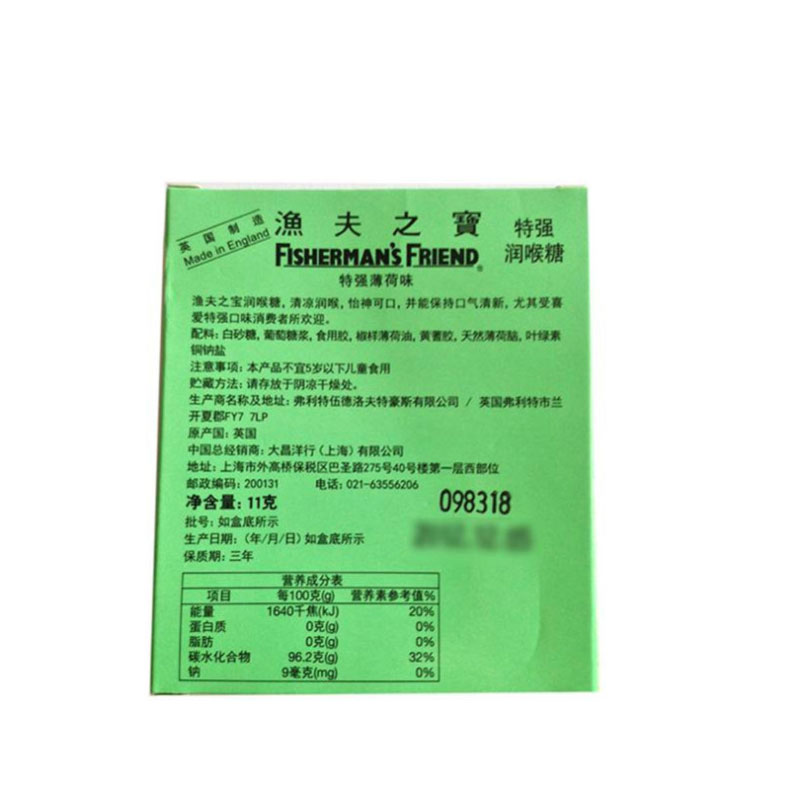 英国制造
Made in England
漁夫之寶
FISHERMAN'S FRIEND®
特强薄荷味
特强
润喉糖
渔夫之宝润喉糖, 清凉润喉, 怡神可口, 并能保持口气清新, 尤其受喜
爱特强口味消费者所欢迎。
配料: 白砂糖, 葡萄糖浆, 食用胶, 椒样薄荷油, 黄蓍胶, 天然薄荷脑, 叶绿素
铜钠盐
注意事项: 本产品不宜5岁以下儿童食用
贮藏方法: 请存放于阴凉干燥处。
生产商名称及地址: 弗利特伍德洛夫特豪斯有限公司 / 英国弗利特市兰
开夏郡FY7 7LP
原产国: 英国
中国总经销商: 大昌洋行(上海)有限公司
地址: 上海市外高桥保税区巴圣路275号40号楼第一层西部位
邮政编码: 200131 电话: 021-63556206
净含量: 11克
098318
批号: 如盒底所示
生产日期: (年/月/日)如盒底所示
保质期: 三年
营养成分表
项目 每100克(g) 营养素参考值%
能量 1640千焦(kJ) 20%
蛋白质 0克(g) 0%
脂肪 0克(g) 0%
碳水化合物 96.2克(g) 32%
钠 9毫克(mg) 0%